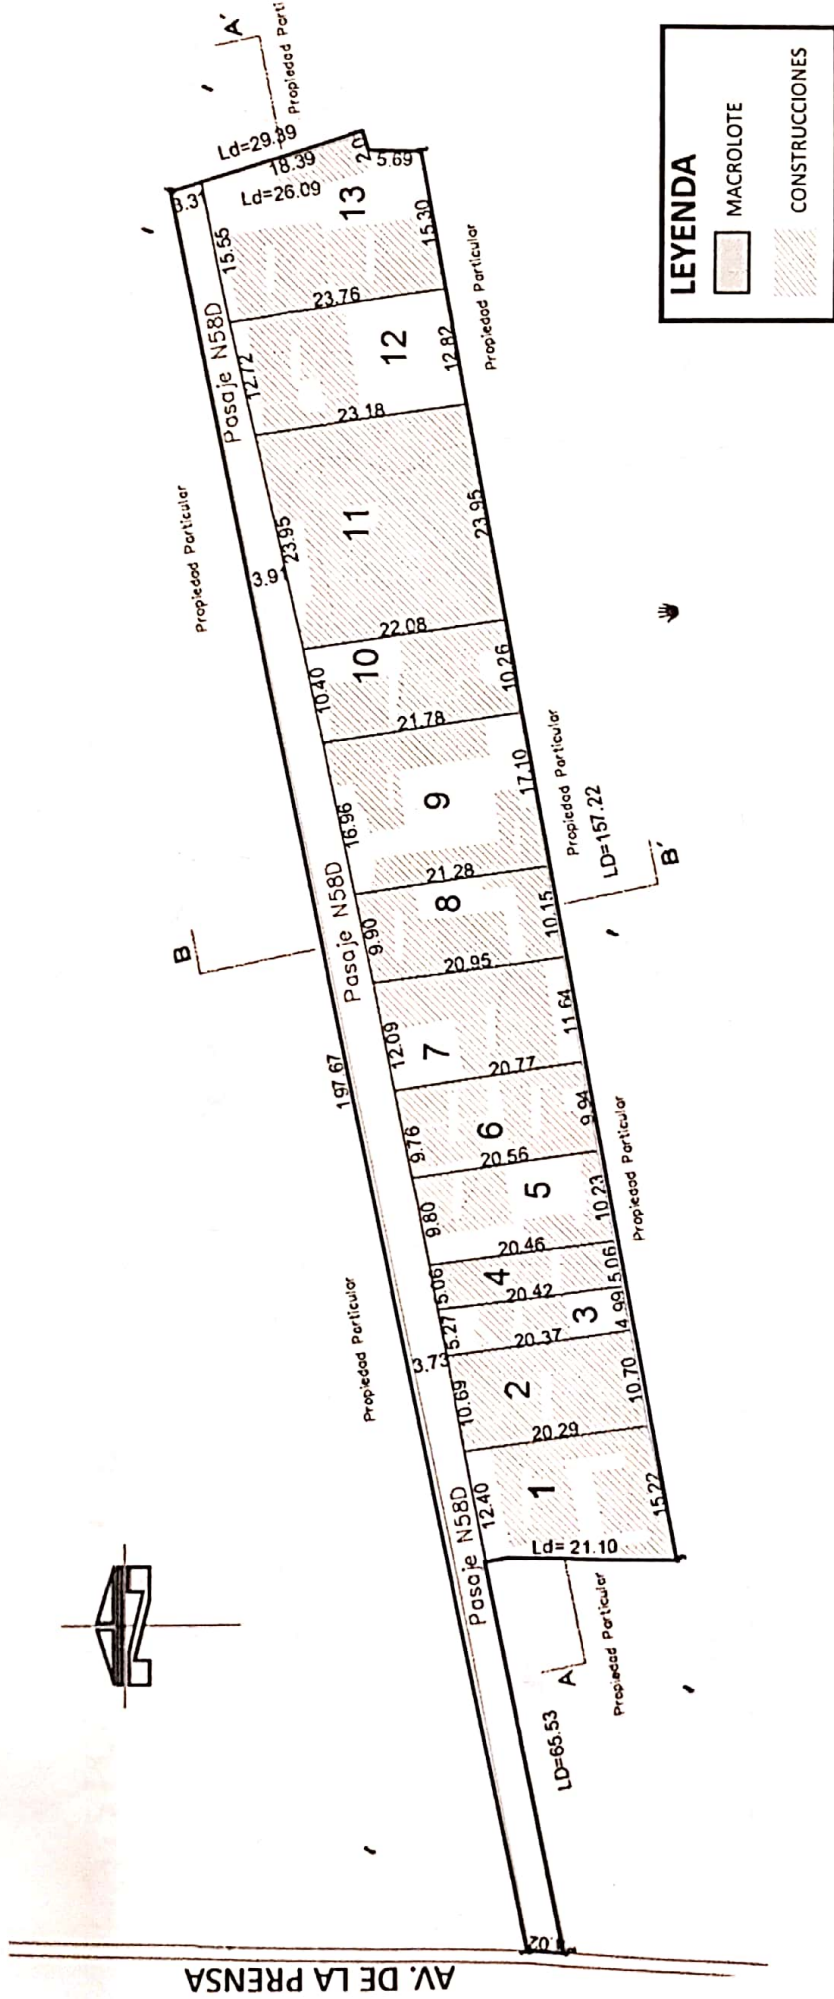 A'
Propiedad Parti
Ld=29.39
18.39
5.69
3.31
Ld=26.09
13
15.55
15.30
23.76
Propiedad Particular
Pasaje N58D
12.72
12
12.82
23.18
Propiedad Particular
3.91
23.95
11
23.95
22.08
10.40
10
10.26
21.78
Propiedad Particular
LD=157.22
B
B'
Pasaje N58D
16.96
9
17.10
21.28
9.90
8
10.15
20.95
197.67
12.09
7
11.64
20.77
9.76
6
9.94
20.56
Propiedad Particular
9.80
5
10.23
20.46
5.06
4
5.06
20.42
5.27
3
4.99
20.37
Propiedad Particular
3.73
10.69
2
10.70
20.29
Pasaje N58D
12.40
1
15.22
Ld= 21.10
Propiedad Particular
A
LD=65.53
AV. DE LA PRENSA
N
LEYENDA
MACROLOTE
CONSTRUCCIONES